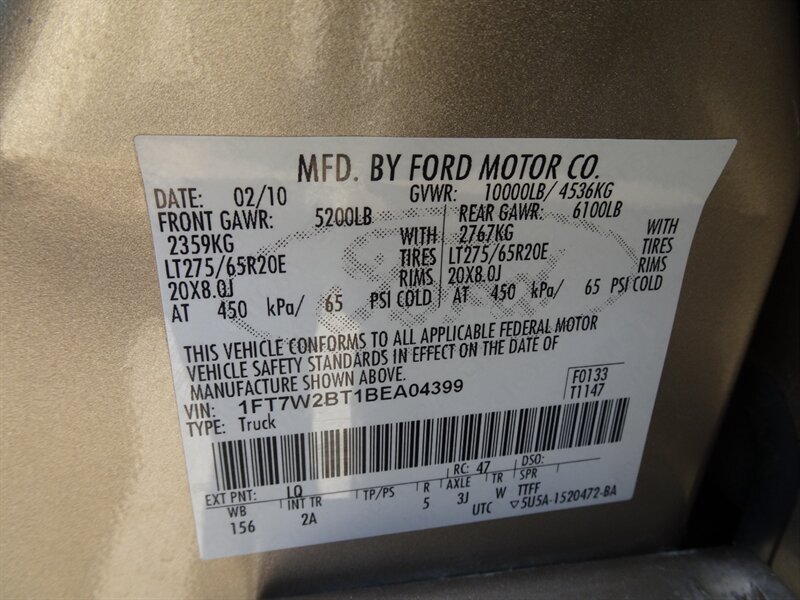 MFD. BY FORD MOTOR CO.
DATE: 02/10 GVWR: 10000LB/ 4536KG
FRONT GAWR: 5200LB REAR GAWR: 6100LB
2359KG WITH 2767KG WITH
LT275/65R20E TIRES LT275/65R20E TIRES
20X8.0J RIMS 20X8.0J RIMS
AT 450 kPa/ 65 PSI COLD AT 450 kPa/ 65 PSI COLD
THIS VEHICLE CONFORMS TO ALL APPLICABLE FEDERAL MOTOR
VEHICLE SAFETY STANDARDS IN EFFECT ON THE DATE OF
MANUFACTURE SHOWN ABOVE.
VIN: 1FT7W2BT1BEA04399 F0133
TYPE: Truck T1147
EXT PNT: LQ RC: 47 DSO:
WB INT TR TP/PS R AXLE TR SPR
156 2A 5 3J W TTFF
UTC ▽5U5A-1520472-BA